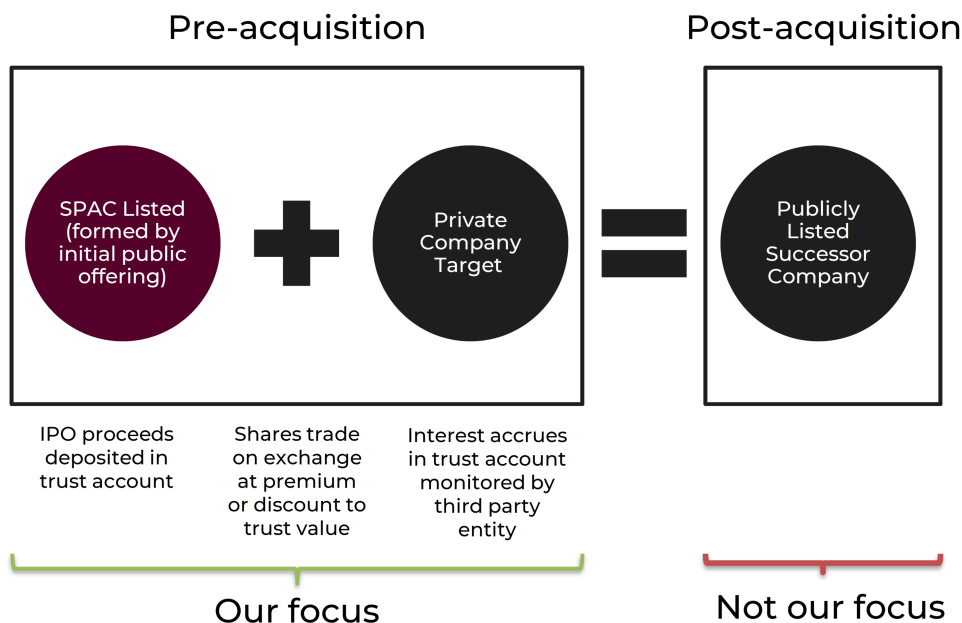 Pre-acquisition
Post-acquisition
SPAC Listed
(formed by
initial public
offering)
Private
Company
Target
Publicly
Listed
Successor
Company
IPO proceeds
deposited in
trust account
Shares trade
on exchange
at premium
or discount to
trust value
Interest accrues
in trust account
monitored by
third party
entity
Our focus
Not our focus